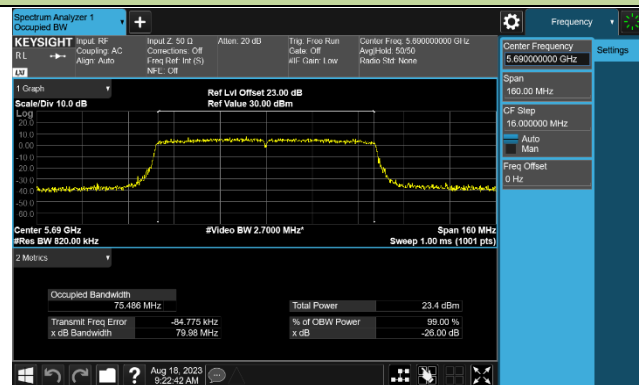 Spectrum Analyzer 1
Occupied BW
Frequency
KEYSIGHT
RL
Input: RF
Coupling: AC
Align: Auto
Input Z: 50 Ω
Corrections: Off
Freq Ref: Int (S)
NFE: Off
Atten: 20 dB
Trig: Free Run
Gate: Off
#IF Gain: Low
Center Freq: 5.690000000 GHz
Avg|Hold: 50/50
Radio Std: None
LXI
Center Frequency
5.690000000 GHz
Settings
Span
160.00 MHz
CF Step
16.000000 MHz
Auto
Man
Freq Offset
0 Hz
1 Graph
Scale/Div 10.0 dB
Ref Lvl Offset 23.00 dB
Ref Value 30.00 dBm
Log
20.0
10.0
0.00
-10.0
-20.0
-30.0
-40.0
-50.0
-60.0
Center 5.69 GHz
#Res BW 820.00 kHz
#Video BW 2.7000 MHz*
Span 160 MHz
Sweep 1.00 ms (1001 pts)
2 Metrics
Occupied Bandwidth
75.486 MHz
Total Power 23.4 dBm
Transmit Freq Error -84.775 kHz
% of OBW Power 99.00 %
x dB Bandwidth 79.98 MHz
x dB -26.00 dB
?
Aug 18, 2023
9:22:42 AM